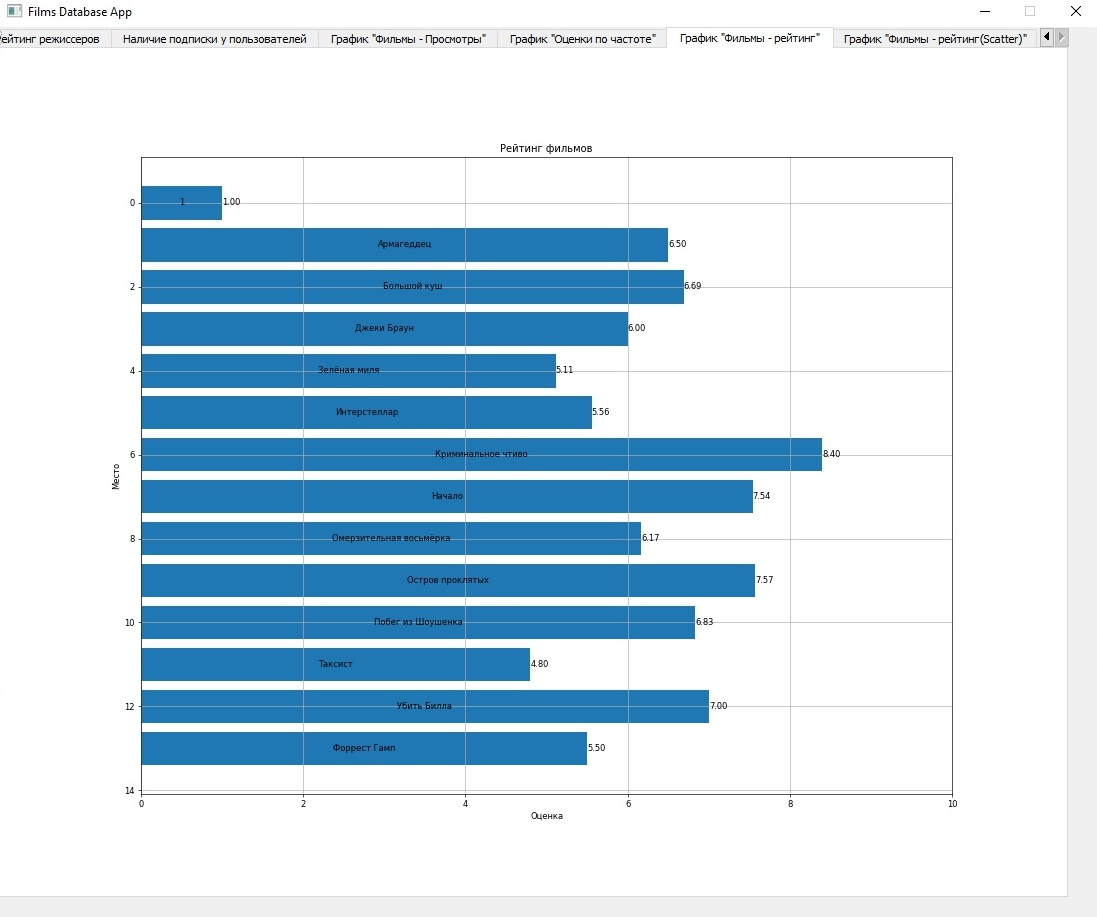 Films Database App
ейтинг режиссеров Наличие подписки у пользователей График "Фильмы - Просмотры" График "Оценки по частоте" График "Фильмы - рейтинг" График "Фильмы - рейтинг(Scatter)"
Рейтинг фильмов
0 1 1.00
Армагеддец 6.50
2 Большой куш 6.69
Джеки Браун 6.00
4 Зелёная миля 5.11
Интерстеллар 5.56
6 Криминальное чтиво 8.40
Место
Начало 7.54
8 Омерзительная восьмёрка 6.17
Остров проклятых 7.57
10 Побег из Шоушенка 6.83
Таксист 4.80
12 Убить Билла 7.00
Форрест Гамп 5.50
14
0 2 4 6 8 10
Оценка